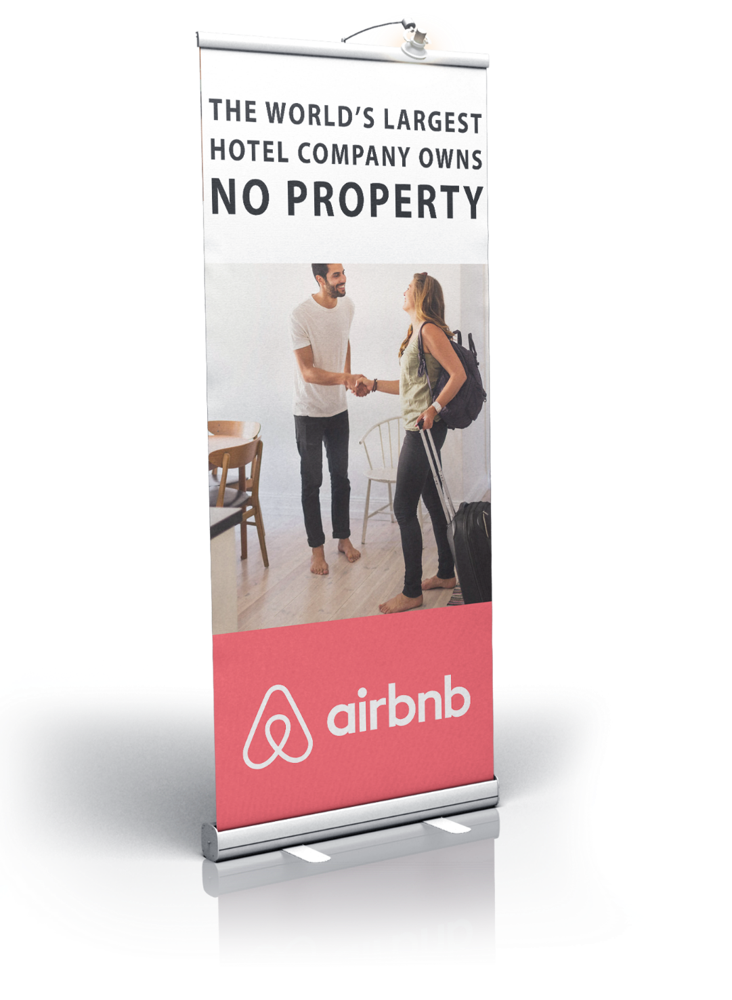 THE WORLD’S LARGEST
HOTEL COMPANY OWNS
NO PROPERTY
airbnb